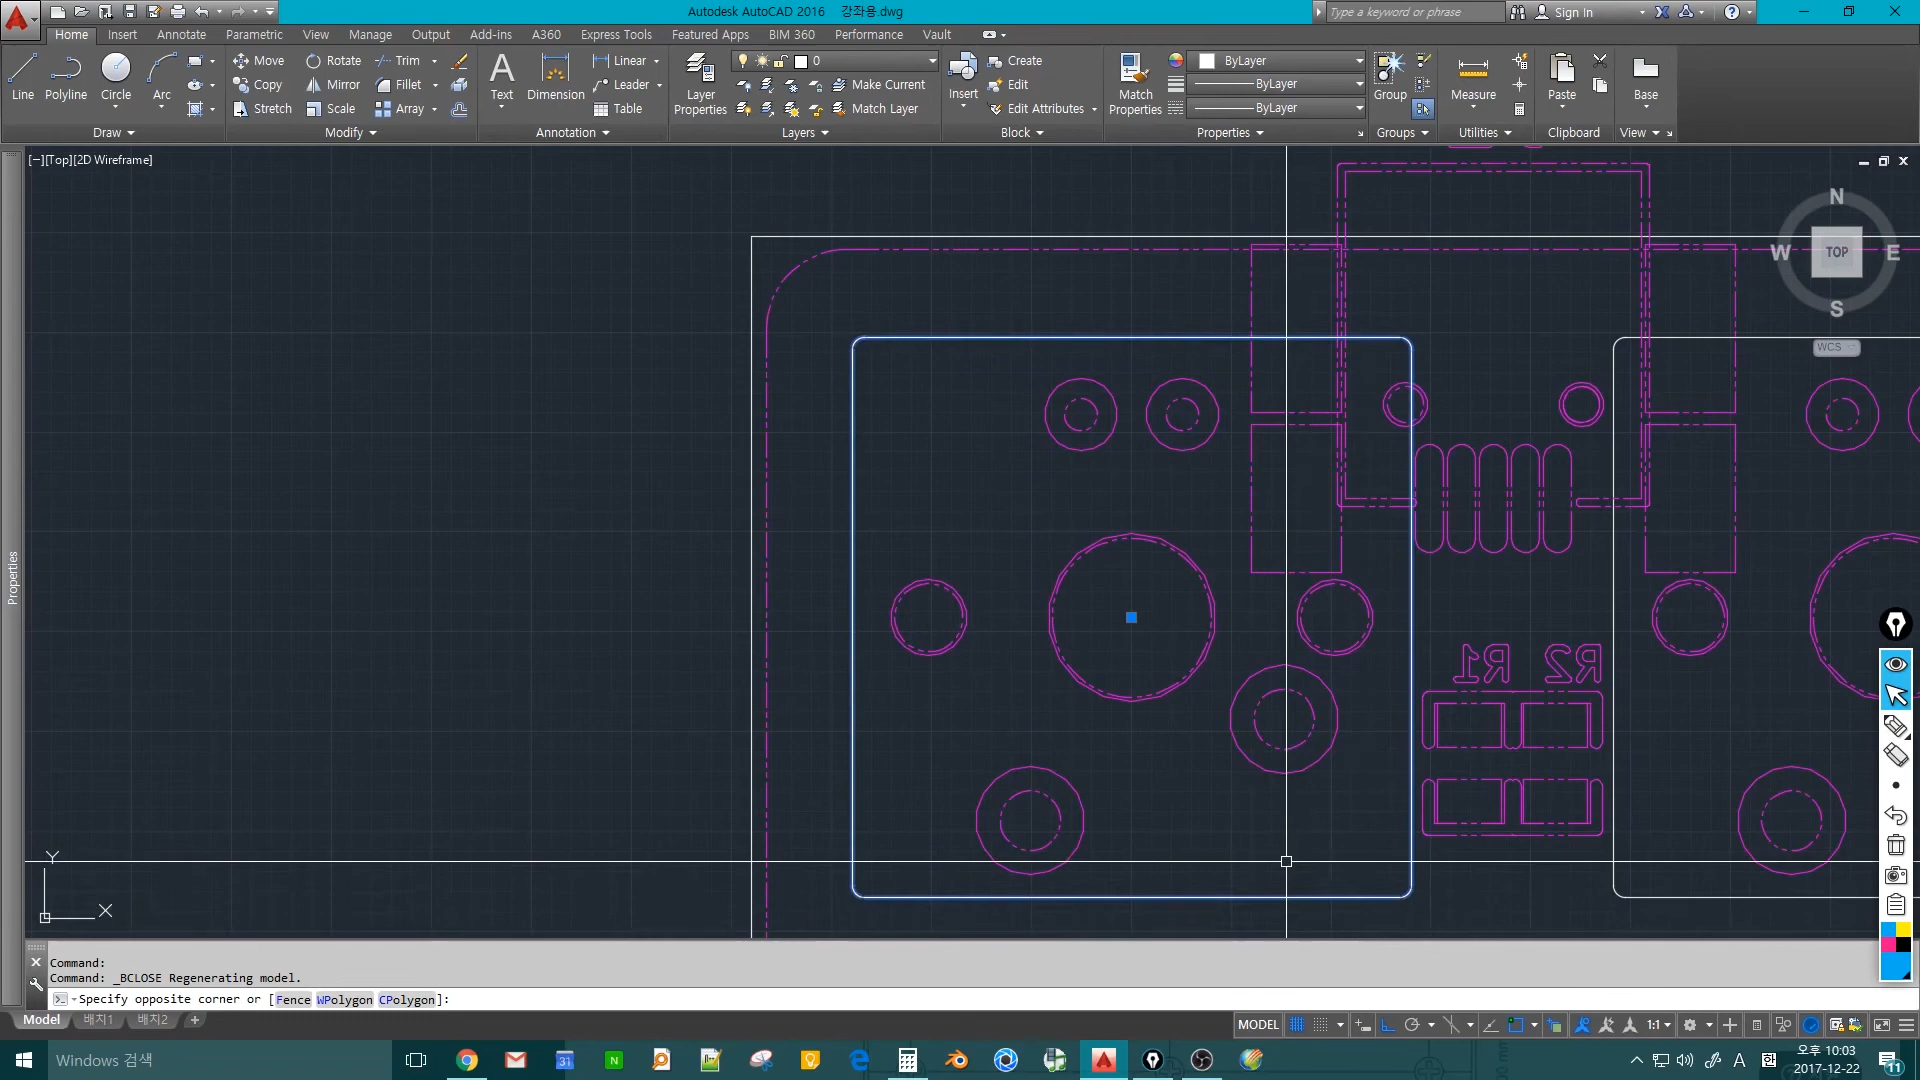 Autodesk AutoCAD 2016 강좌용.dwg
Type a keyword or phrase
Sign In
Home Insert Annotate Parametric View Manage Output Add-ins A360 Express Tools Featured Apps BIM 360 Performance Vault
Line
Polyline
Circle
Arc
Move
Copy
Stretch
Rotate
Mirror
Scale
Trim
Fillet
Array
Text
Dimension
Linear
Leader
Table
Layer
Properties
0
Make Current
Match Layer
Insert
Create
Edit
Edit Attributes
Match
Properties
ByLayer
ByLayer
ByLayer
Group
Measure
Paste
Base
Draw Modify Annotation Layers Block Properties Groups Utilities Clipboard View
[−][Top][2D Wireframe]
N
W TOP E
S
WCS
Properties
R1 R2
Y
X
Command:
Command: _BCLOSE Regenerating model.
Specify opposite corner or [Fence WPolygon CPolygon]:
Model 배치1 배치2 +
MODEL 1:1
Windows 검색
31 N A
오후 10:03
2017-12-22
11